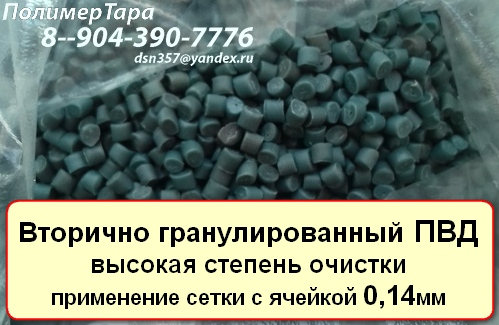 ПолимерТара
8--904-390-7776
dsn357@yandex.ru
Вторично гранулированный ПВД
высокая степень очистки
применение сетки с ячейкой 0,14мм